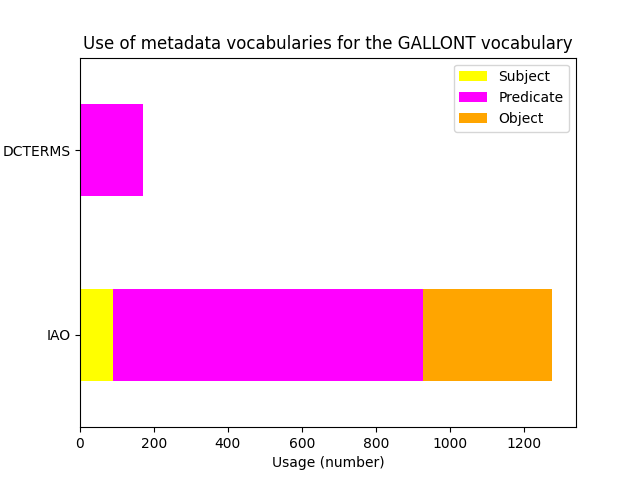 Use of metadata vocabularies for the GALLONT vocabulary
Subject
Predicate
Object
DCTERMS
IAO
0 200 400 600 800 1000 1200
Usage (number)